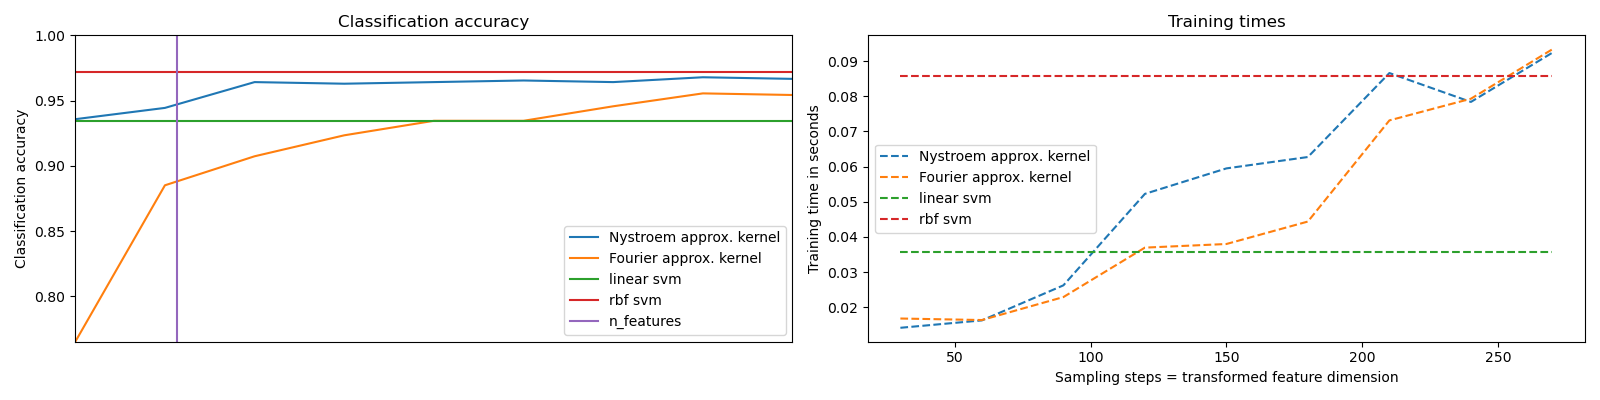 Classification accuracy
Classification accuracy
1.00
0.95
0.90
0.85
0.80
Nystroem approx. kernel
Fourier approx. kernel
linear svm
rbf svm
n_features
Training times
Training time in seconds
0.09
0.08
0.07
0.06
0.05
0.04
0.03
0.02
Nystroem approx. kernel
Fourier approx. kernel
linear svm
rbf svm
50 100 150 200 250
Sampling steps = transformed feature dimension